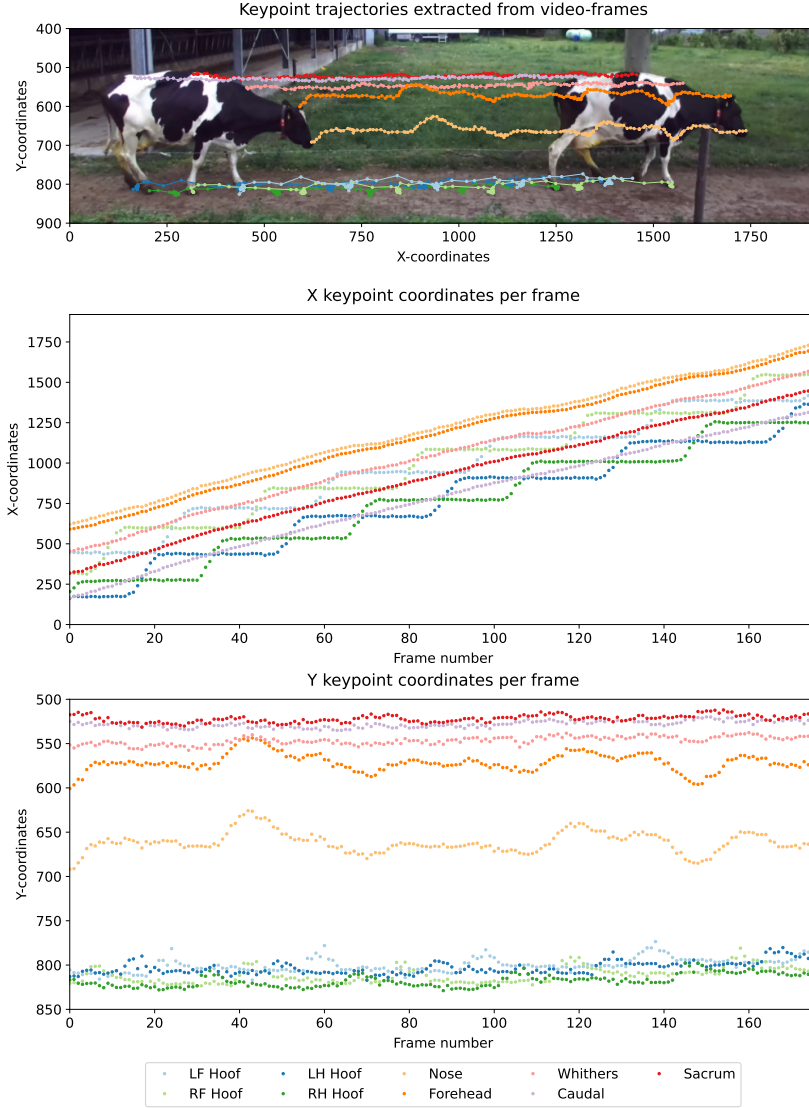 Keypoint trajectories extracted from video-frames
400
500
600
700
800
900
Y-coordinates
0 250 500 750 1000 1250 1500 1750
X-coordinates
X keypoint coordinates per frame
1750
1500
1250
1000
750
500
250
0
X-coordinates
0 20 40 60 80 100 120 140 160
Frame number
Y keypoint coordinates per frame
500
550
600
650
700
750
800
850
Y-coordinates
0 20 40 60 80 100 120 140 160
Frame number
LF Hoof LH Hoof Nose Whithers Sacrum
RF Hoof RH Hoof Forehead Caudal